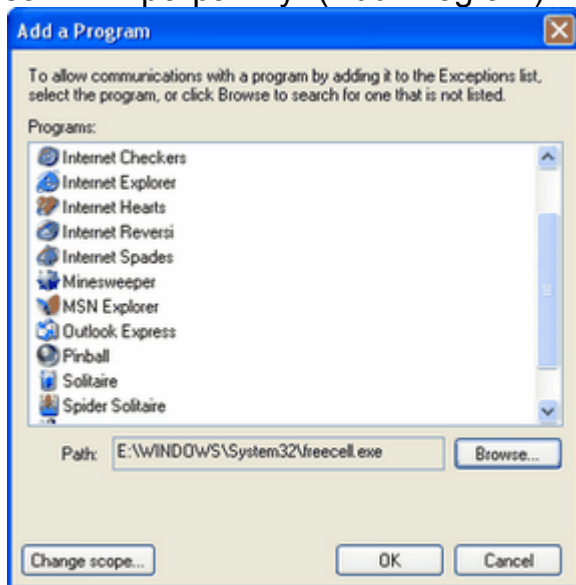 Add a Program
To allow communications with a program by adding it to the Exceptions list,
select the program, or click Browse to search for one that is not listed.
Programs:
Internet Checkers
Internet Explorer
Internet Hearts
Internet Reversi
Internet Spades
Minesweeper
MSN Explorer
Outlook Express
Pinball
Solitaire
Spider Solitaire
Path: E:\WINDOWS\System32\freecell.exe Browse...
Change scope... OK Cancel